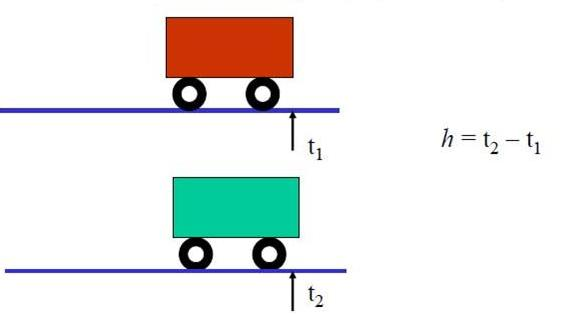 t₁
h = t₂ – t₁
t₂